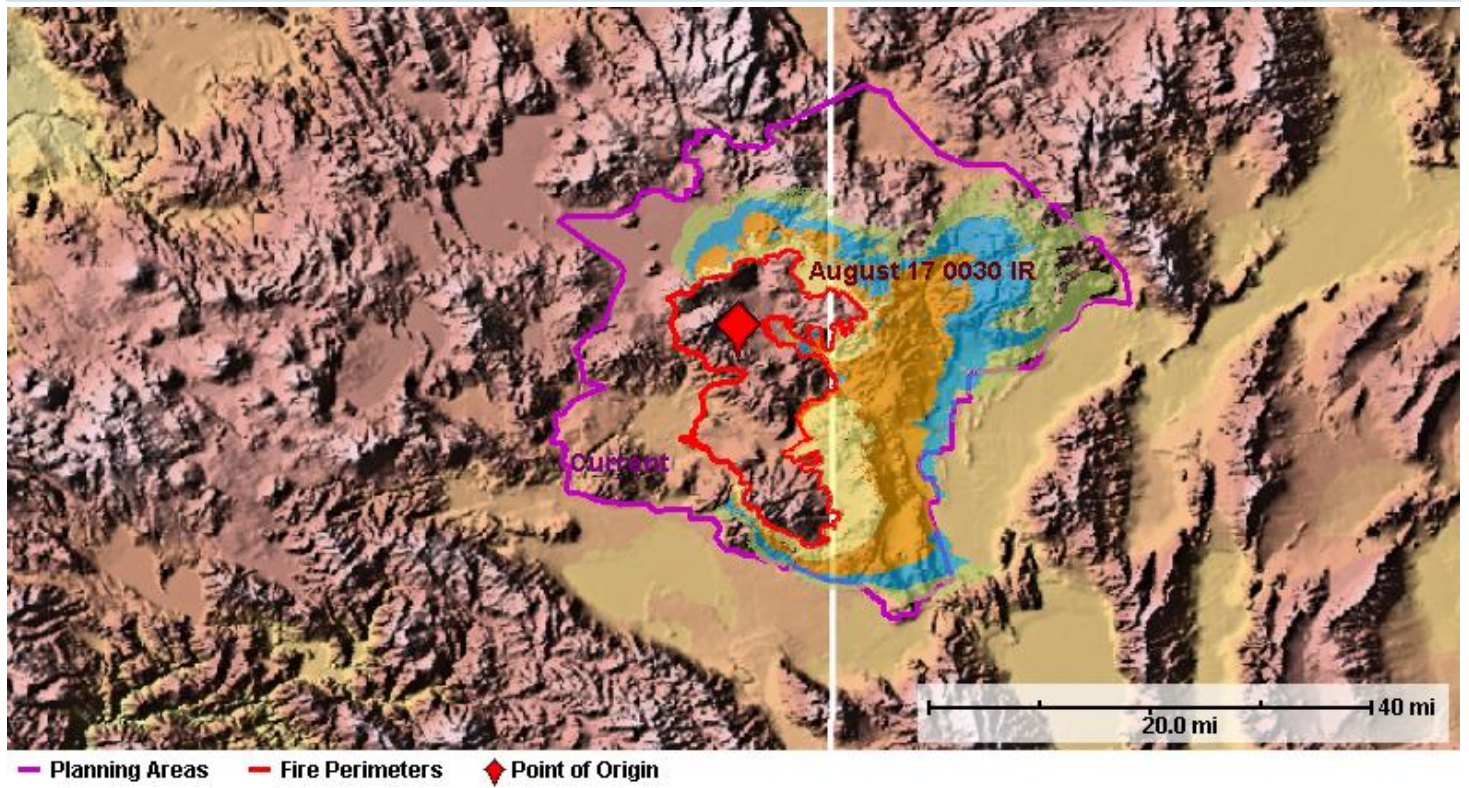 August 17 0030 IR
Current
40 mi
20.0 mi
Planning Areas
Fire Perimeters
Point of Origin